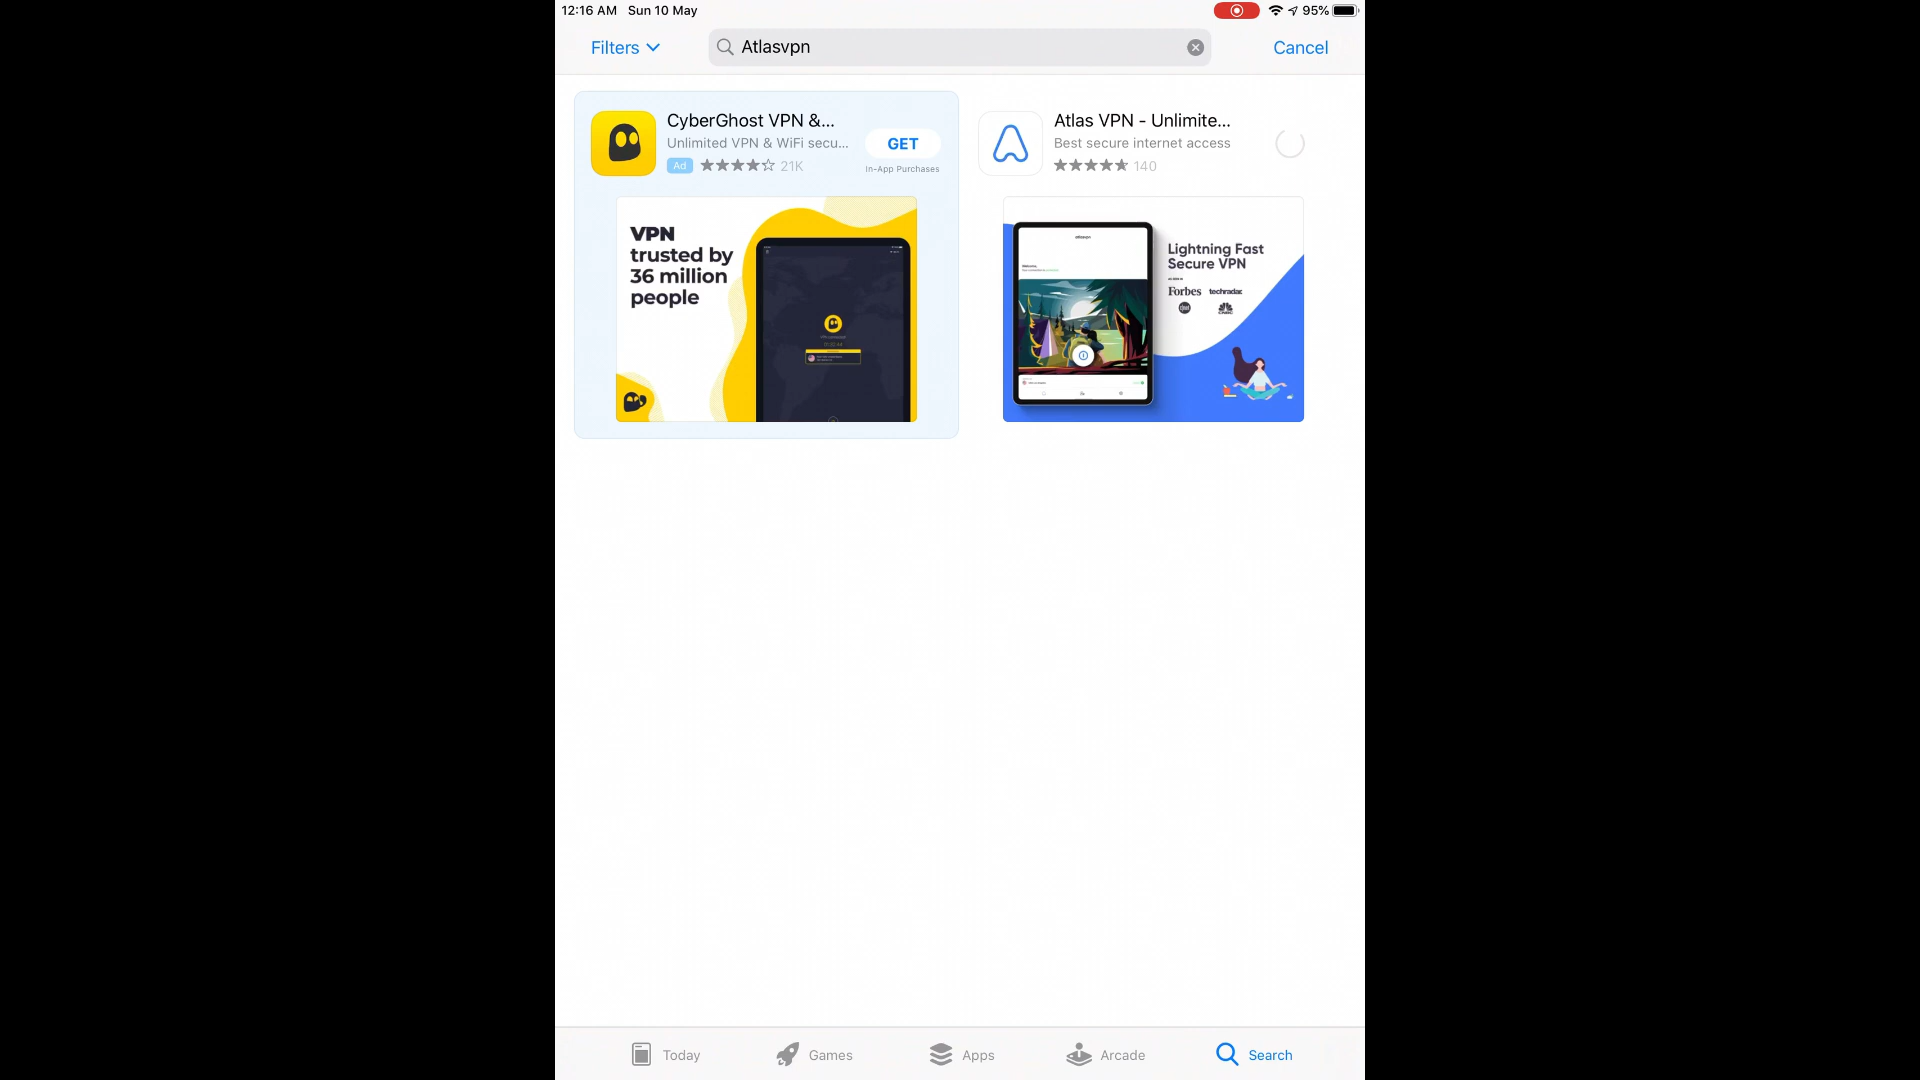 12:16 AM Sun 10 May
95%
Filters
Atlasvpn
Cancel
CyberGhost VPN &...
Unlimited VPN & WiFi secu...
Ad
21K
GET
In-App Purchases
VPN
trusted by
36 million
people
Atlas VPN - Unlimite...
Best secure internet access
140
atlasvpn
Lightning Fast
Secure VPN
Forbes techradar.
CNBC
Today
Games
Apps
Arcade
Search